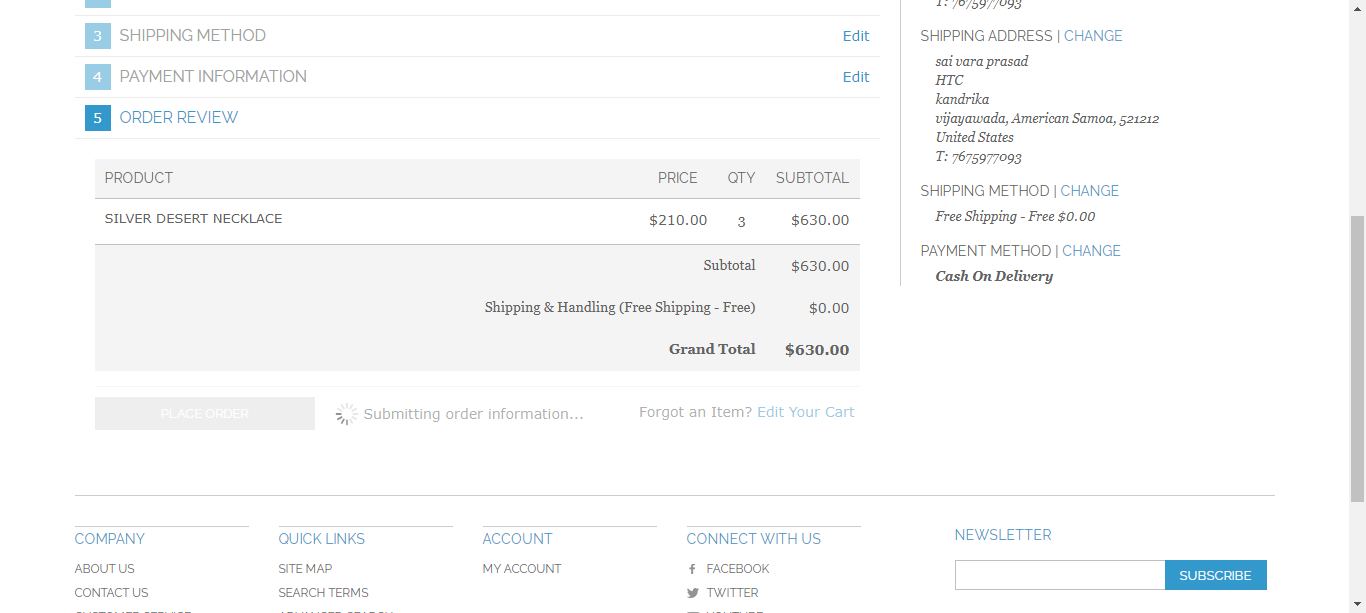 3 SHIPPING METHOD Edit
4 PAYMENT INFORMATION Edit
5 ORDER REVIEW
PRODUCT PRICE QTY SUBTOTAL
SILVER DESERT NECKLACE $210.00 3 $630.00
Subtotal $630.00
Shipping & Handling (Free Shipping - Free) $0.00
Grand Total $630.00
PLACE ORDER Submitting order information... Forgot an Item? Edit Your Cart
T: 7675977093
SHIPPING ADDRESS | CHANGE
sai vara prasad
HTC
kandrika
vijayawada, American Samoa, 521212
United States
T: 7675977093
SHIPPING METHOD | CHANGE
Free Shipping - Free $0.00
PAYMENT METHOD | CHANGE
Cash On Delivery
COMPANY
ABOUT US
CONTACT US
CUSTOMER SERVICE
QUICK LINKS
SITE MAP
SEARCH TERMS
ADVANCED SEARCH
ACCOUNT
MY ACCOUNT
CONNECT WITH US
FACEBOOK
TWITTER
YOUTUBE
NEWSLETTER
SUBSCRIBE